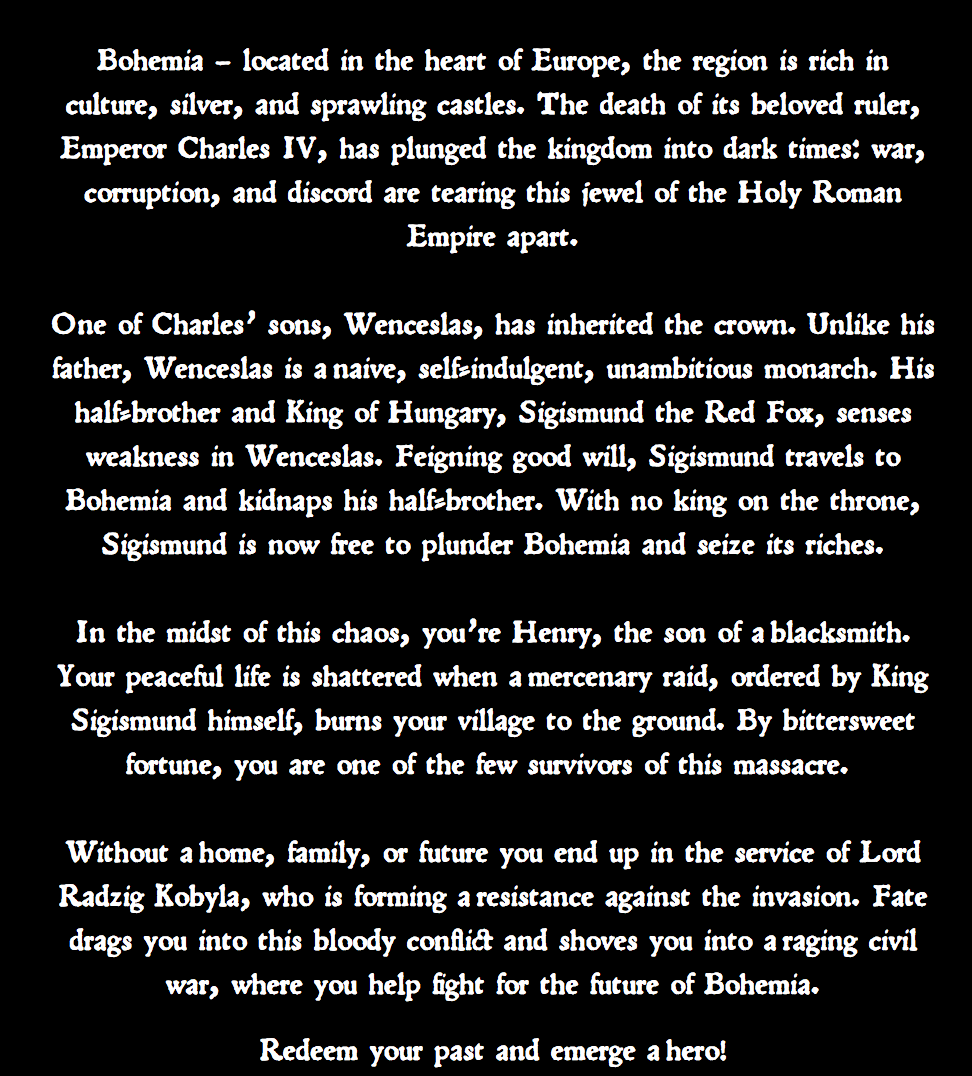 Bohemia – located in the heart of Europe, the region is rich in
culture, silver, and sprawling castles. The death of its beloved ruler,
Emperor Charles IV, has plunged the kingdom into dark times: war,
corruption, and discord are tearing this jewel of the Holy Roman
Empire apart.
One of Charles’ sons, Wenceslas, has inherited the crown. Unlike his
father, Wenceslas is a naive, self-indulgent, unambitious monarch. His
half-brother and King of Hungary, Sigismund the Red Fox, senses
weakness in Wenceslas. Feigning good will, Sigismund travels to
Bohemia and kidnaps his half-brother. With no king on the throne,
Sigismund is now free to plunder Bohemia and seize its riches.
In the midst of this chaos, you’re Henry, the son of a blacksmith.
Your peaceful life is shattered when a mercenary raid, ordered by King
Sigismund himself, burns your village to the ground. By bittersweet
fortune, you are one of the few survivors of this massacre.
Without a home, family, or future you end up in the service of Lord
Radzig Kobyla, who is forming a resistance against the invasion. Fate
drags you into this bloody conflict and shoves you into a raging civil
war, where you help fight for the future of Bohemia.
Redeem your past and emerge a hero!